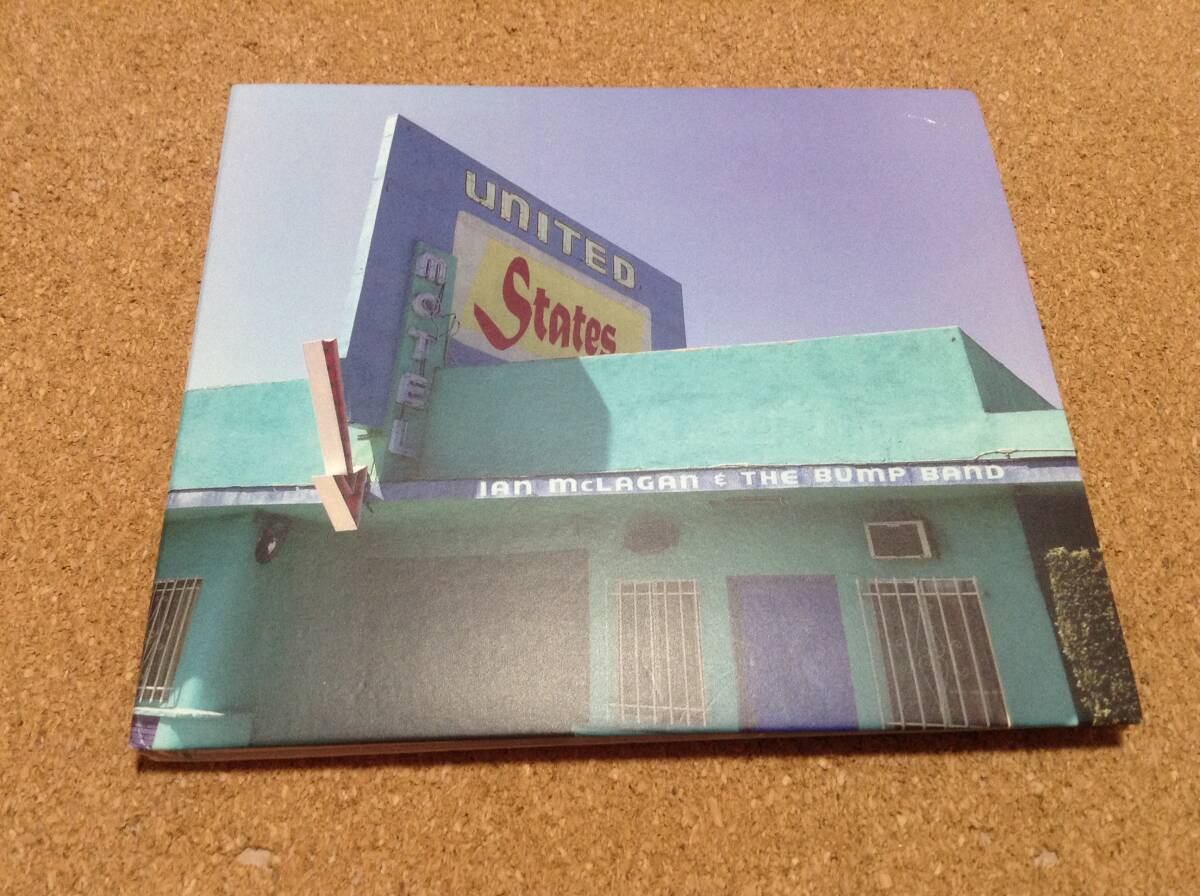 UNITED
States
MOTEL
IAN McLAGAN & THE BUMP BAND